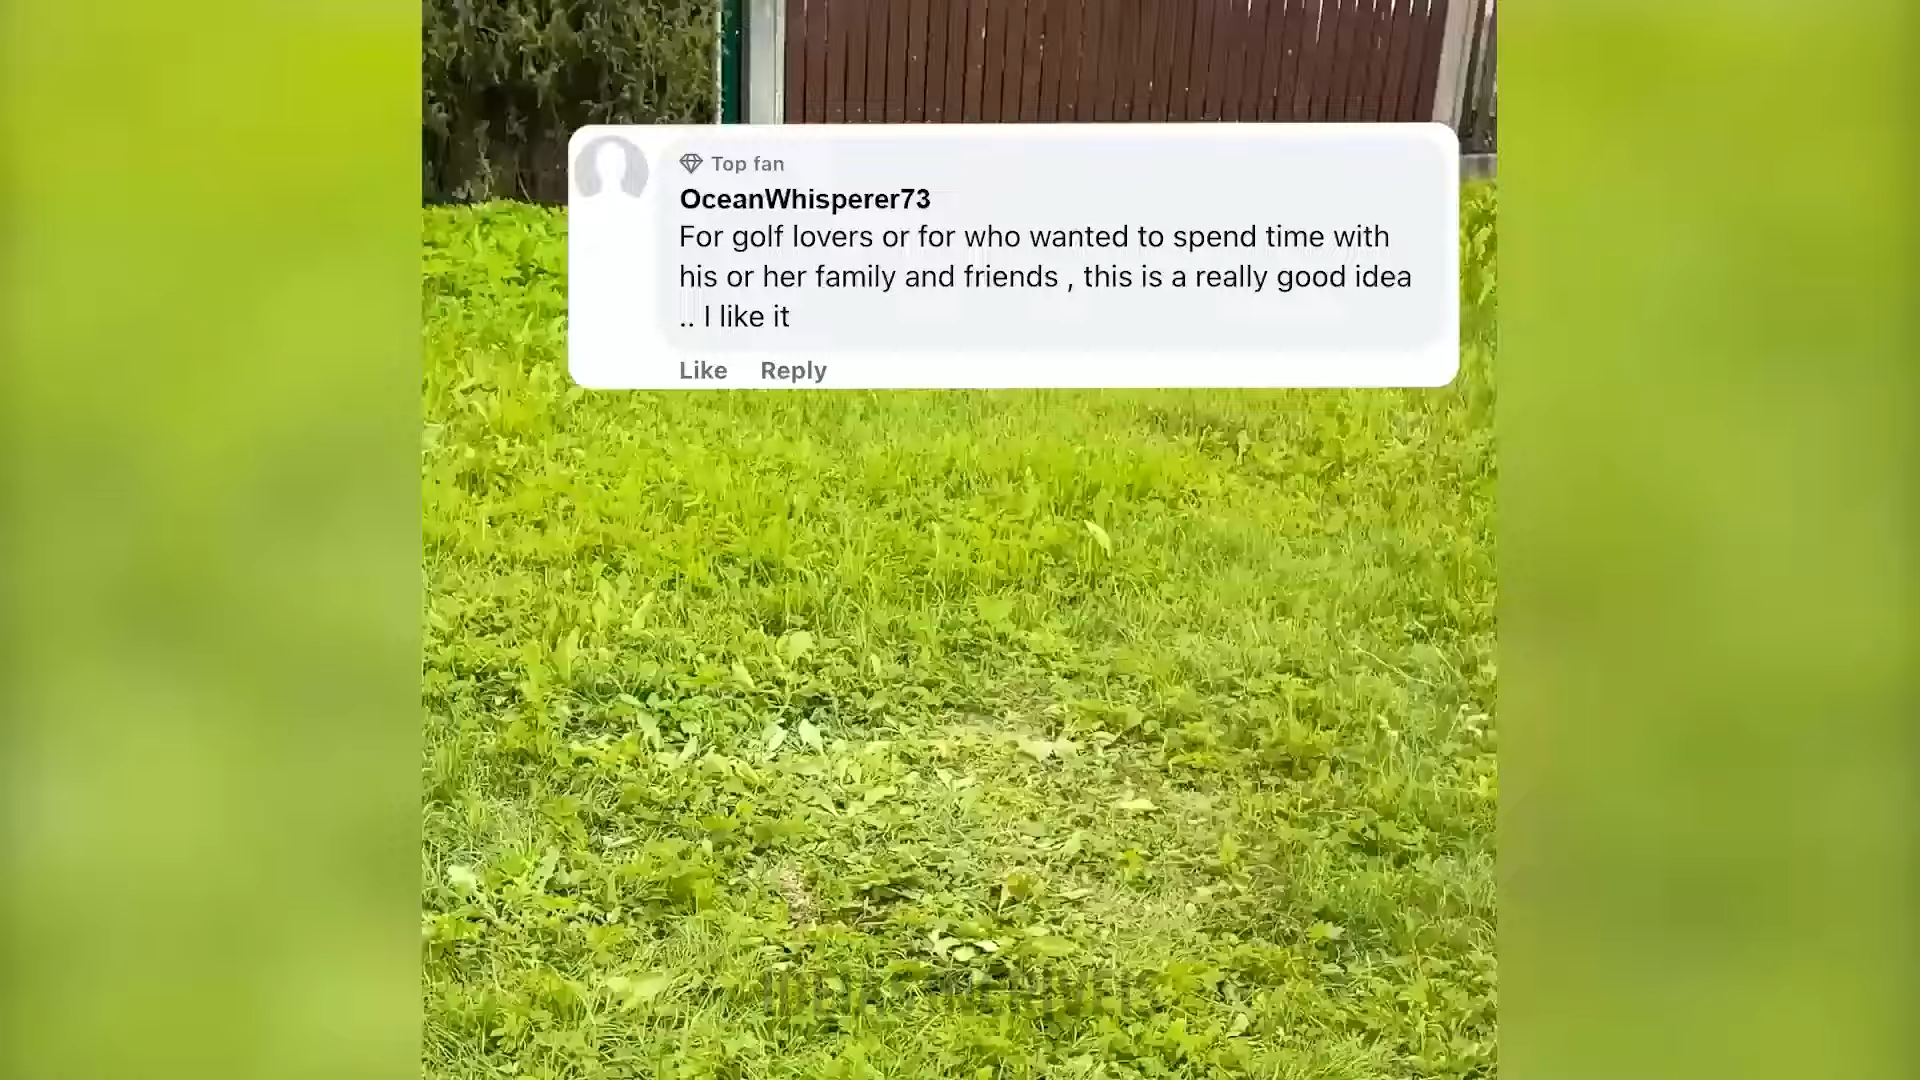 Top fan
OceanWhisperer73
For golf lovers or for who wanted to spend time with
his or her family and friends , this is a really good idea
.. I like it
Like Reply